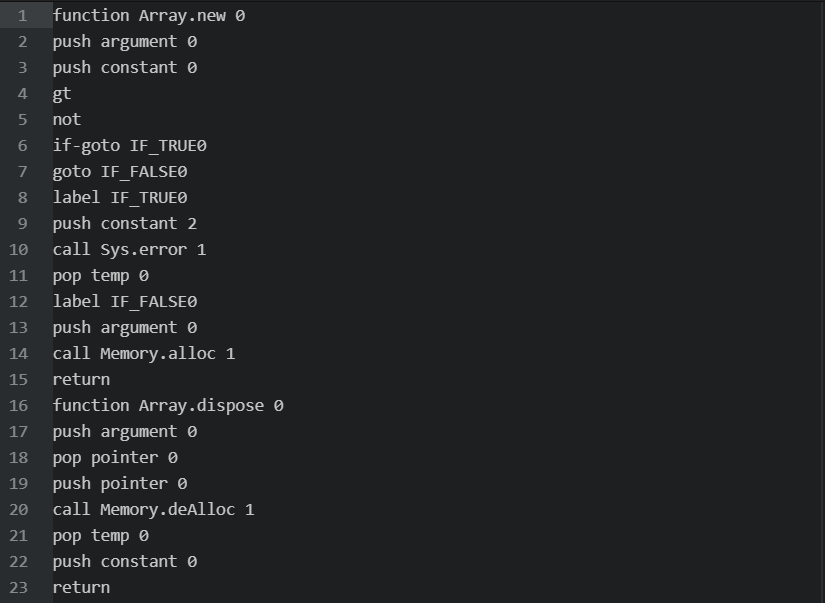 1 function Array.new 0
2 push argument 0
3 push constant 0
4 gt
5 not
6 if-goto IF_TRUE0
7 goto IF_FALSE0
8 label IF_TRUE0
9 push constant 2
10 call Sys.error 1
11 pop temp 0
12 label IF_FALSE0
13 push argument 0
14 call Memory.alloc 1
15 return
16 function Array.dispose 0
17 push argument 0
18 pop pointer 0
19 push pointer 0
20 call Memory.deAlloc 1
21 pop temp 0
22 push constant 0
23 return